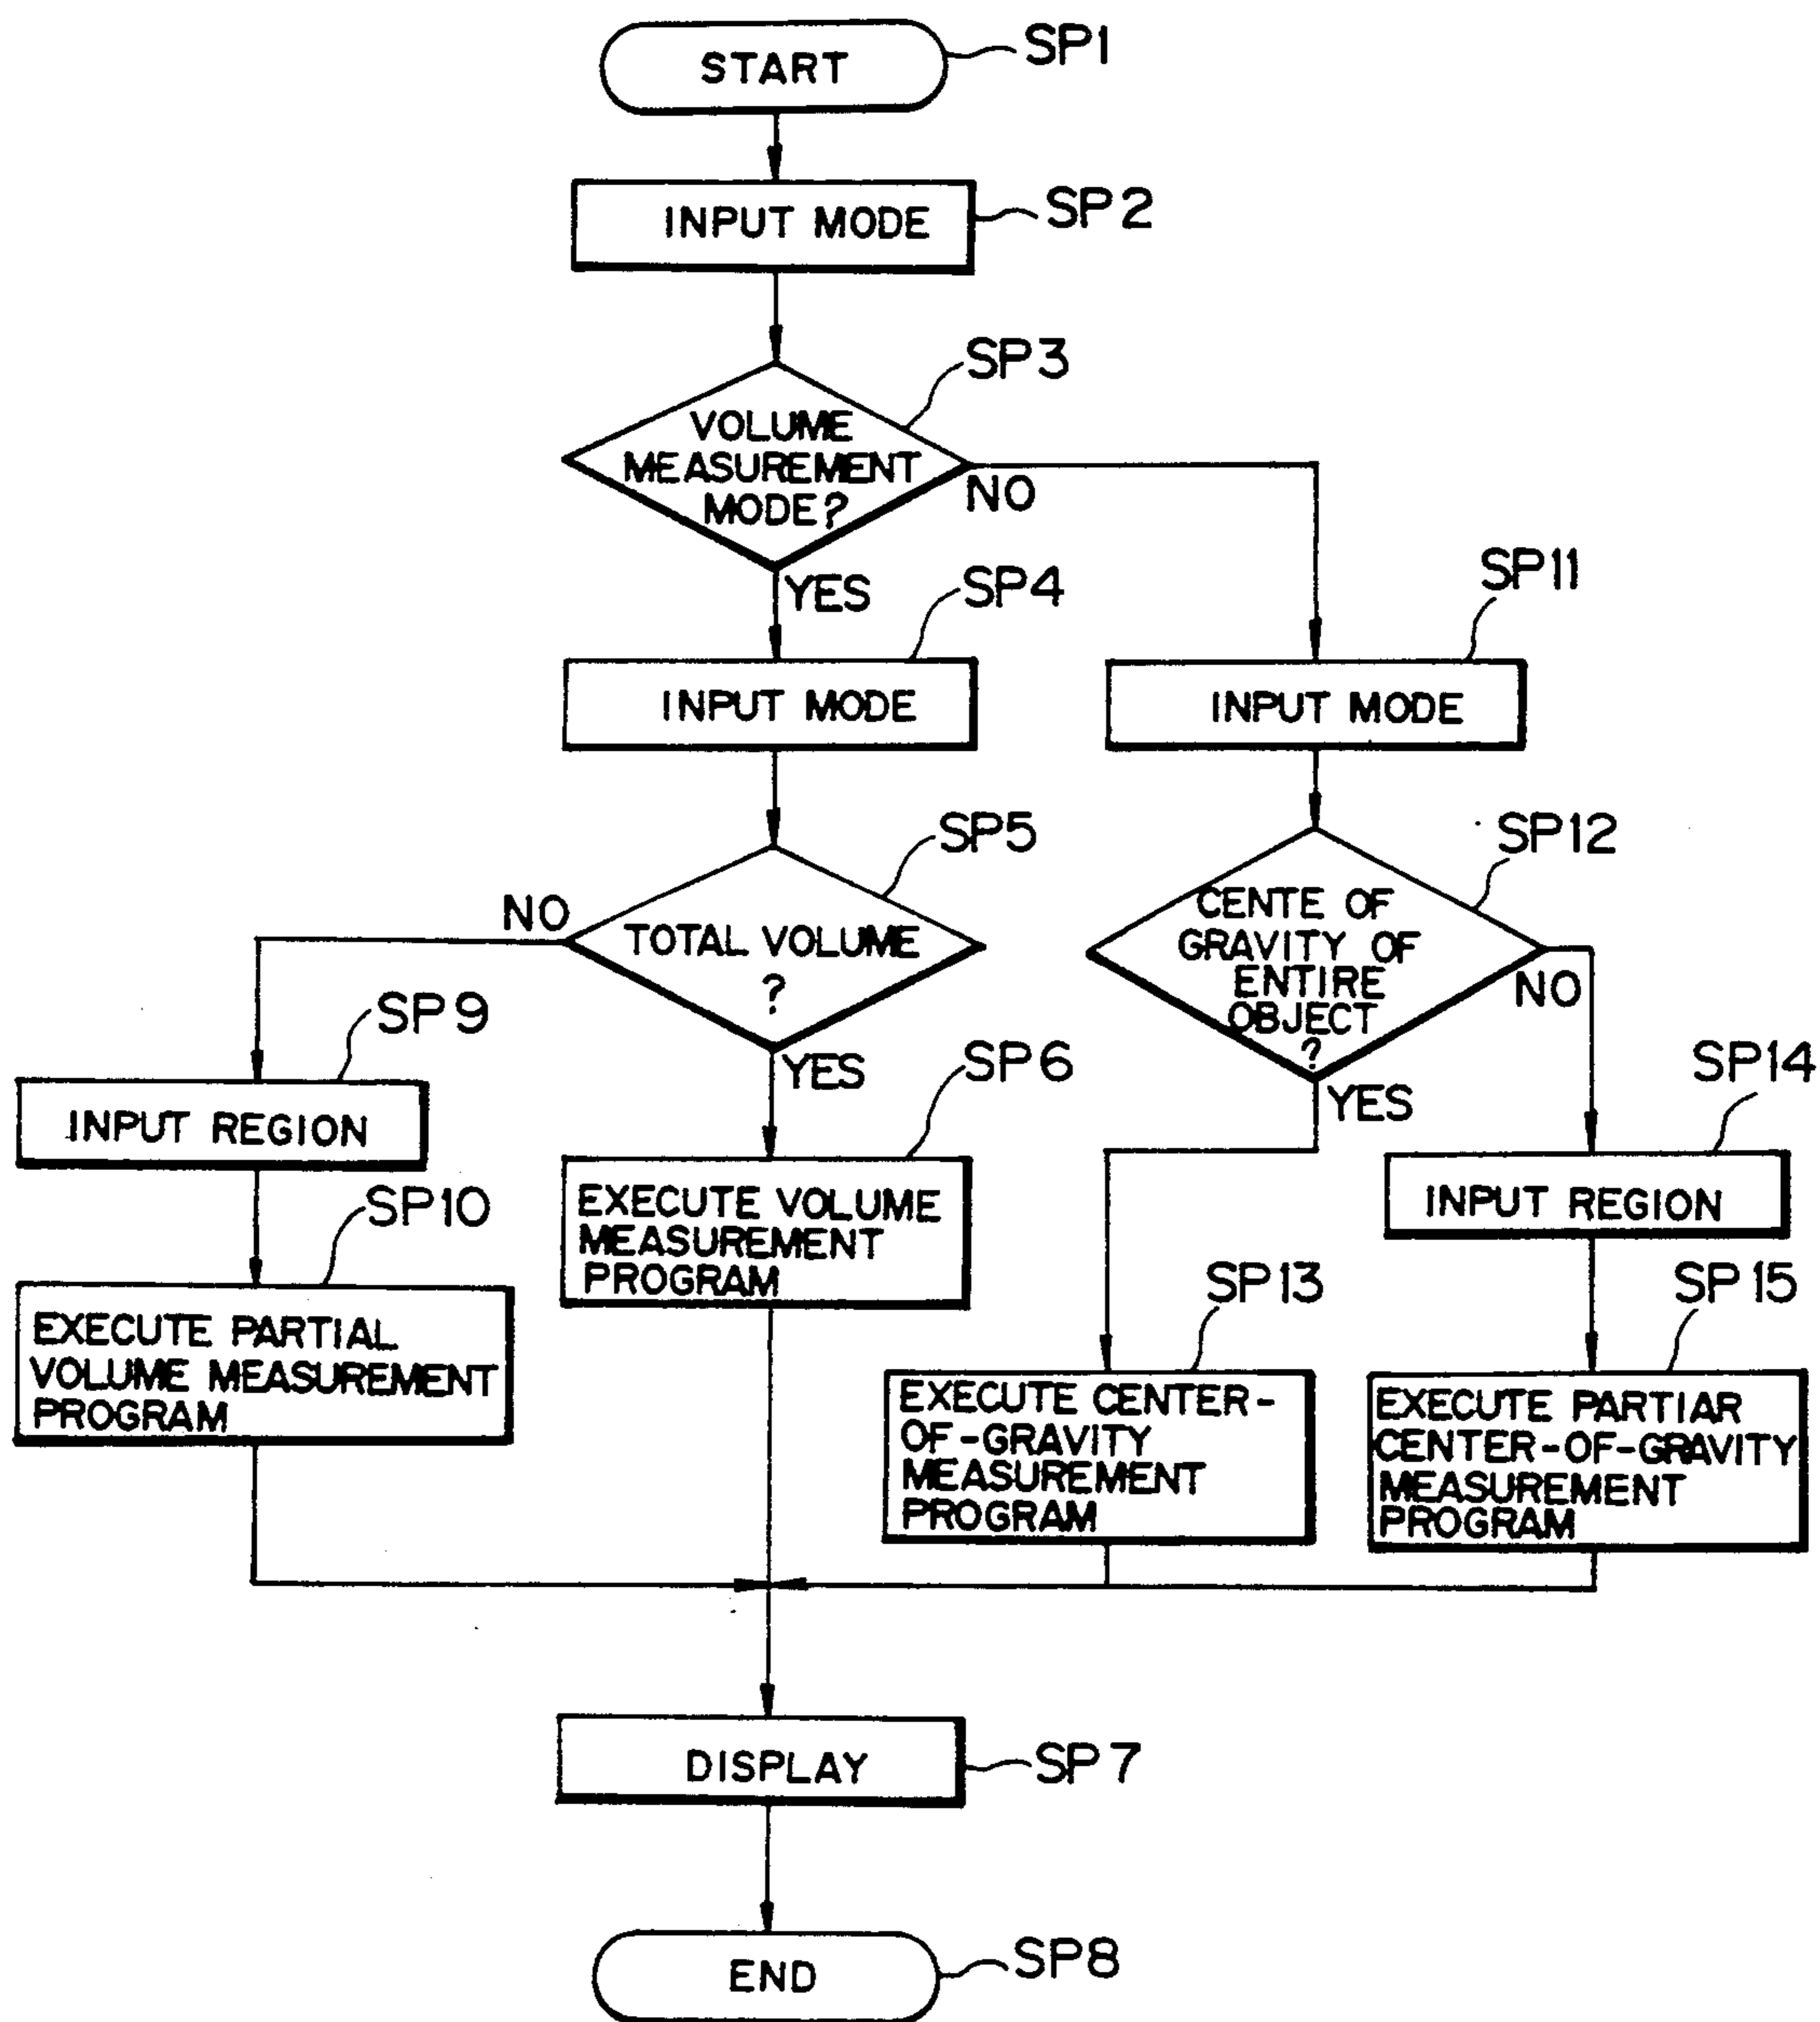 START
SP1
INPUT MODE
SP2
SP3
VOLUME
MEASUREMENT
MODE?
NO
YES
SP4
SP11
INPUT MODE
INPUT MODE
SP5
SP12
NO
TOTAL VOLUME
?
CENTE OF
GRAVITY OF
ENTIRE
OBJECT
?
NO
SP9
YES
SP6
YES
SP14
INPUT REGION
SP10
EXECUTE VOLUME
MEASUREMENT
PROGRAM
INPUT REGION
SP13
SP15
EXECUTE PARTIAL
VOLUME MEASUREMENT
PROGRAM
EXECUTE CENTER-
OF-GRAVITY
MEASUREMENT
PROGRAM
EXECUTE PARTIAR
CENTER-OF-GRAVITY
MEASUREMENT
PROGRAM
DISPLAY
SP7
END
SP8